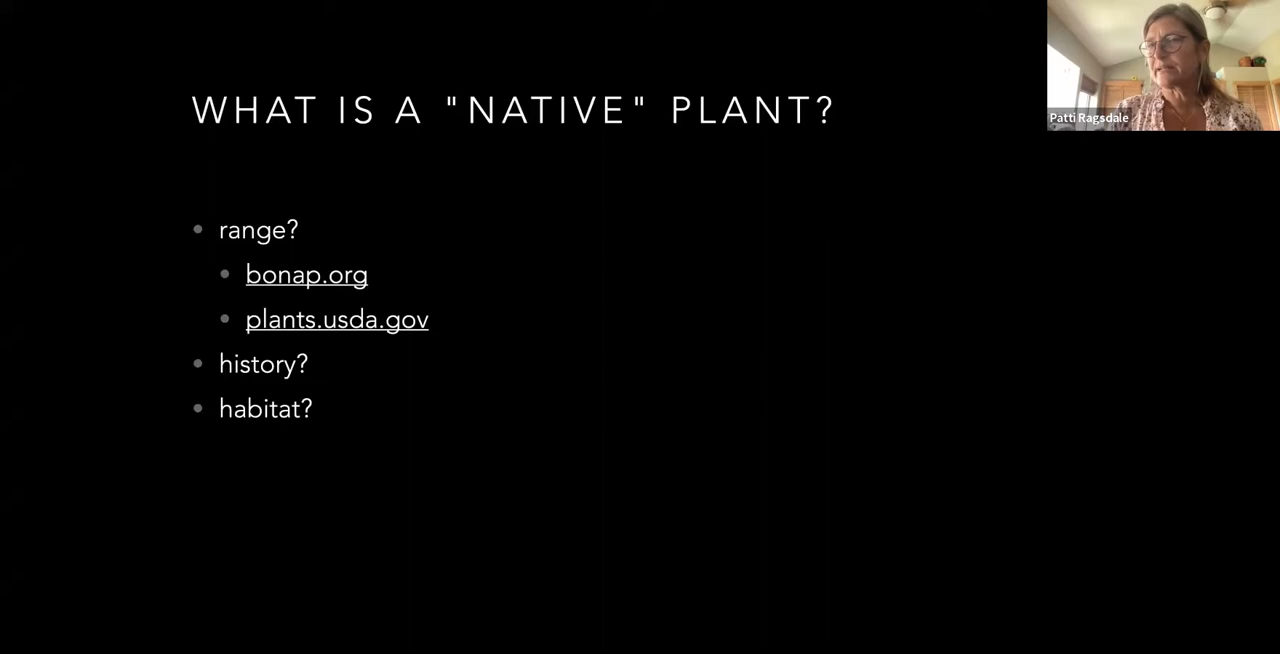 WHAT IS A "NATIVE" PLANT?
Patti Ragsdale
range?
bonap.org
plants.usda.gov
history?
habitat?